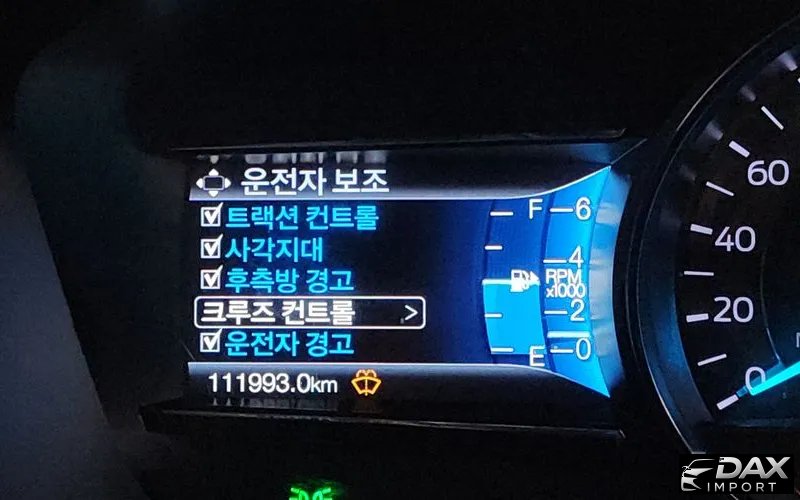 운전자 보조
트랙션 컨트롤
사각지대
후측방 경고
크루즈 컨트롤 >
운전자 경고
111993.0km
F
E
6
4
RPM
x1000
2
0
60
40
20
0
DAX
IMPORT